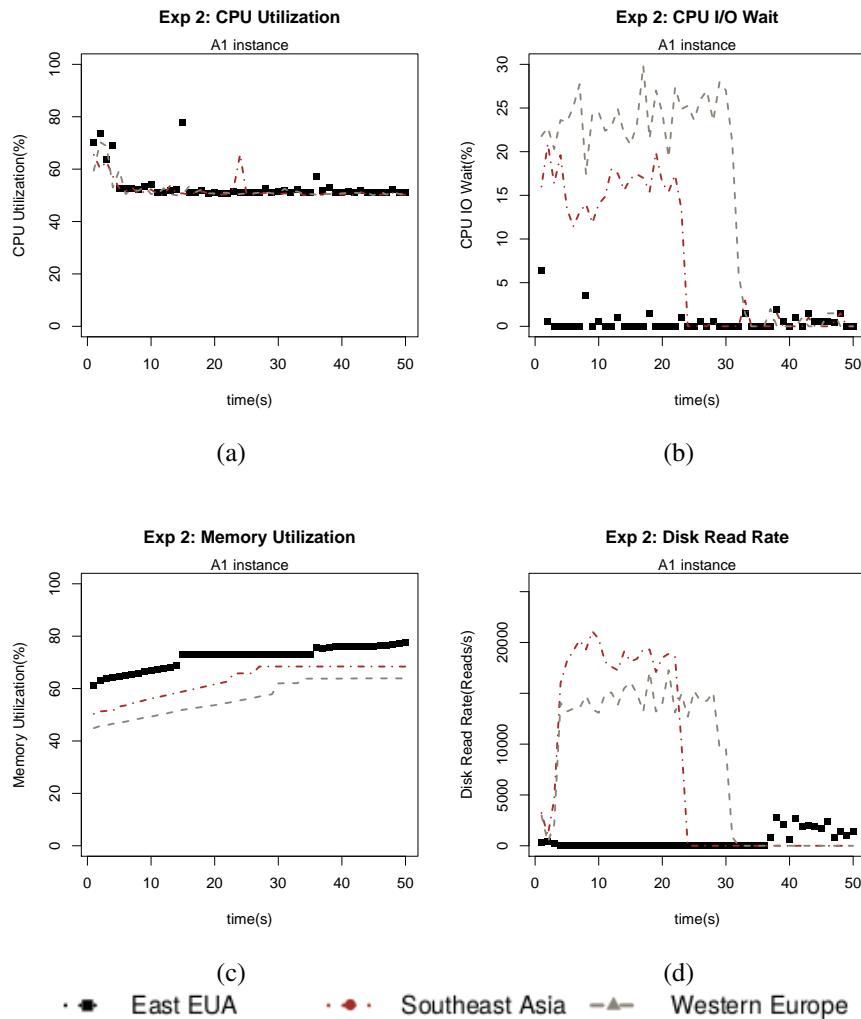 Exp 2: CPU Utilization
A1 instance
100
80
60
40
20
0
CPU Utilization(%)
0 10 20 30 40 50
time(s)
(a)
Exp 2: CPU I/O Wait
A1 instance
30
25
20
15
10
5
0
CPU IO Wait(%)
0 10 20 30 40 50
time(s)
(b)
Exp 2: Memory Utilization
A1 instance
100
80
60
40
20
0
Memory Utilization(%)
0 10 20 30 40 50
time(s)
(c)
Exp 2: Disk Read Rate
A1 instance
20000
15000
10000
5000
0
Disk Read Rate(Reads/s)
0 10 20 30 40 50
time(s)
(d)
East EUA Southeast Asia Western Europe